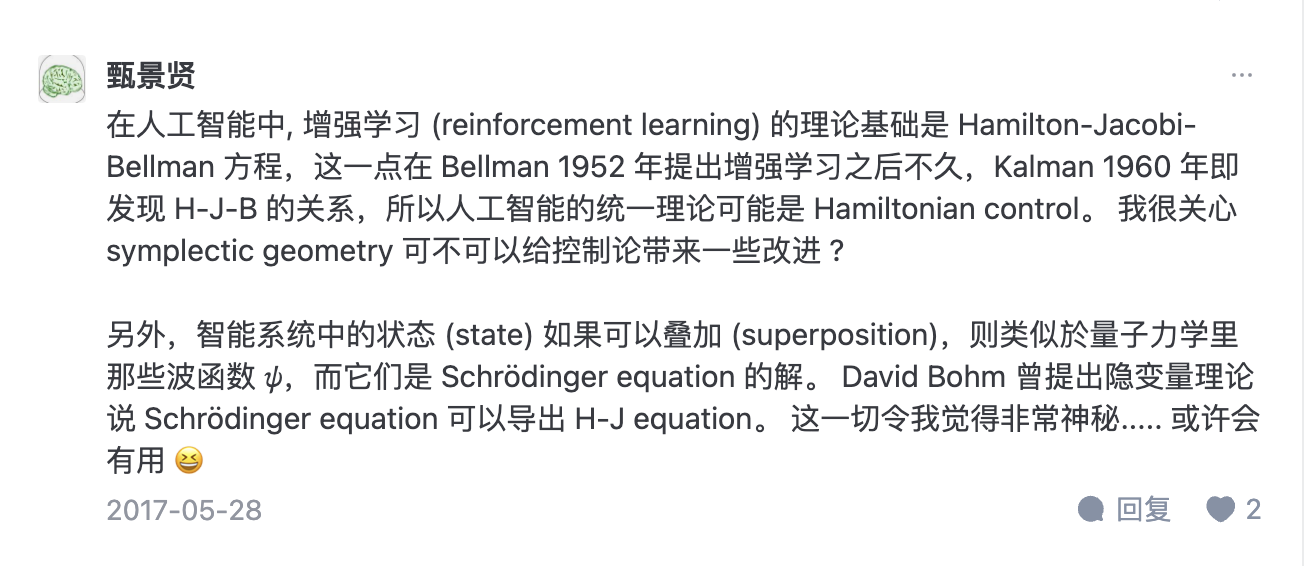 甄景贤
在人工智能中, 增强学习 (reinforcement learning) 的理论基础是 Hamilton-Jacobi-
Bellman 方程，这一点在 Bellman 1952 年提出增强学习之后不久，Kalman 1960 年即
发现 H-J-B 的关系，所以人工智能的统一理论可能是 Hamiltonian control。 我很关心
symplectic geometry 可不可以给控制论带来一些改进？
另外，智能系统中的状态 (state) 如果可以叠加 (superposition)，则类似於量子力学里
那些波函数 ψ，而它们是 Schrödinger equation 的解。 David Bohm 曾提出隐变量理论
说 Schrödinger equation 可以导出 H-J equation。 这一切令我觉得非常神秘..... 或许会
有用 😆
2017-05-28 回复 2